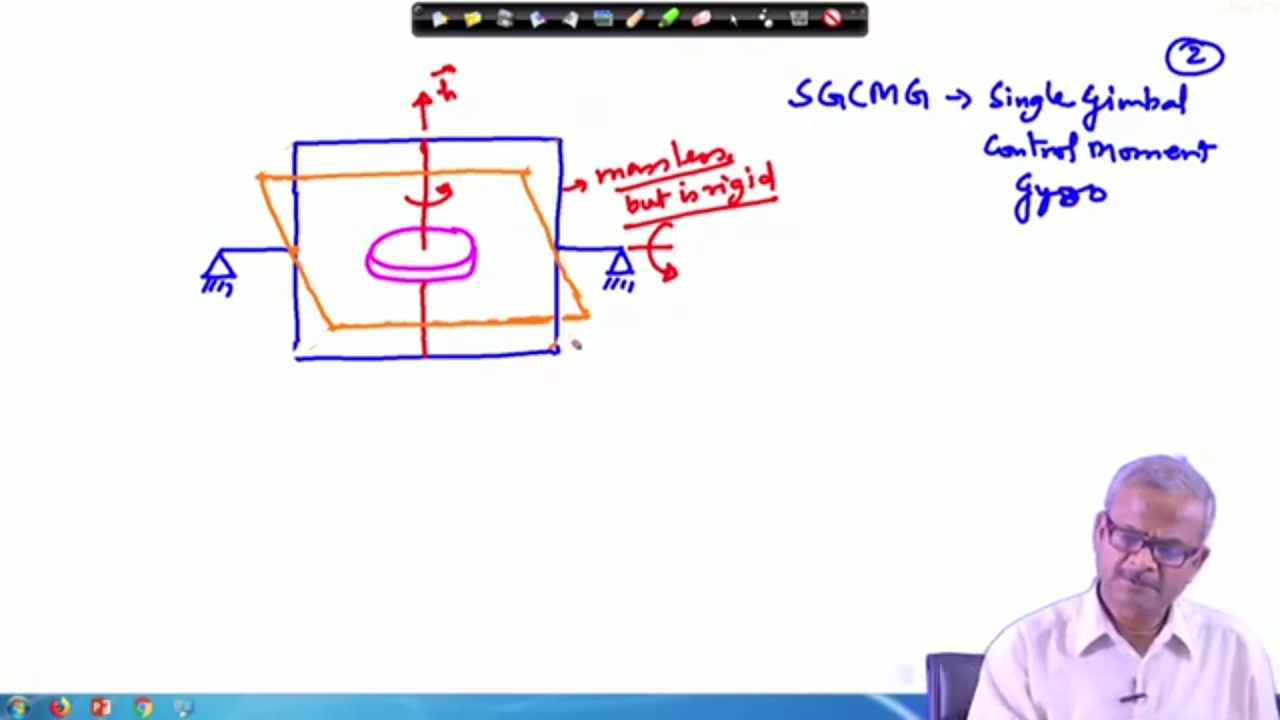 2
SGCMG → Single Gimbal
Control Moment
Gyro
h
massless
but is rigid